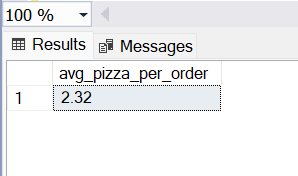 100 %
Results Messages
avg_pizza_per_order
1 2.32